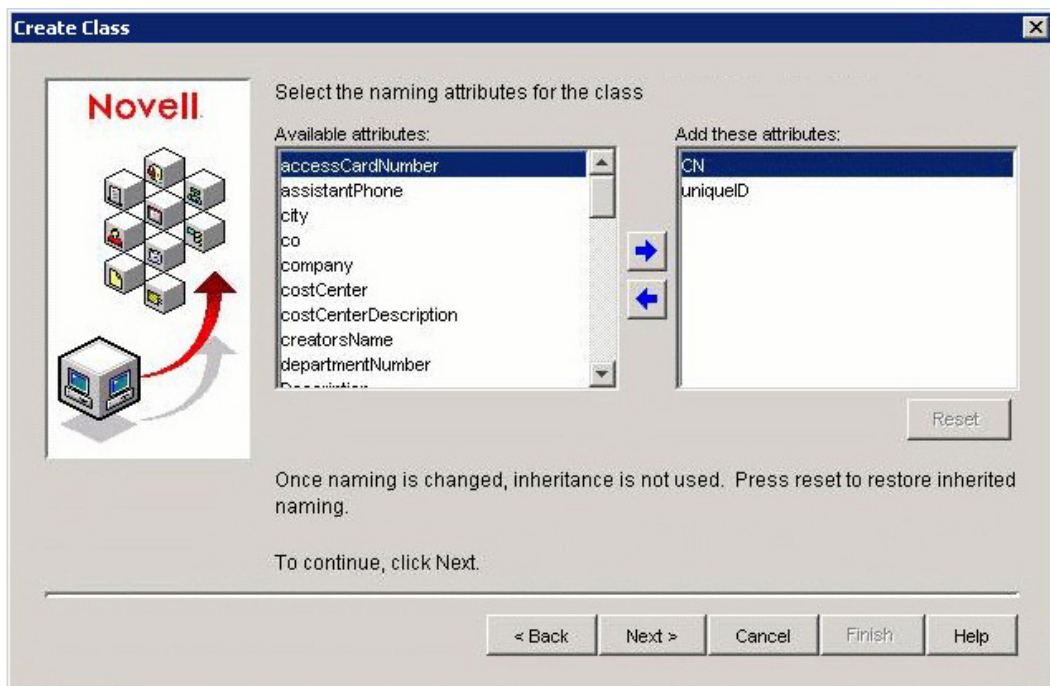 Create Class
Novell
Select the naming attributes for the class
Available attributes:
accessCardNumber
assistantPhone
city
co
company
costCenter
costCenterDescription
creatorsName
departmentNumber
Description
Add these attributes:
CN
uniqueID
Reset
Once naming is changed, inheritance is not used. Press reset to restore inherited
naming.
To continue, click Next.
< Back
Next >
Cancel
Finish
Help